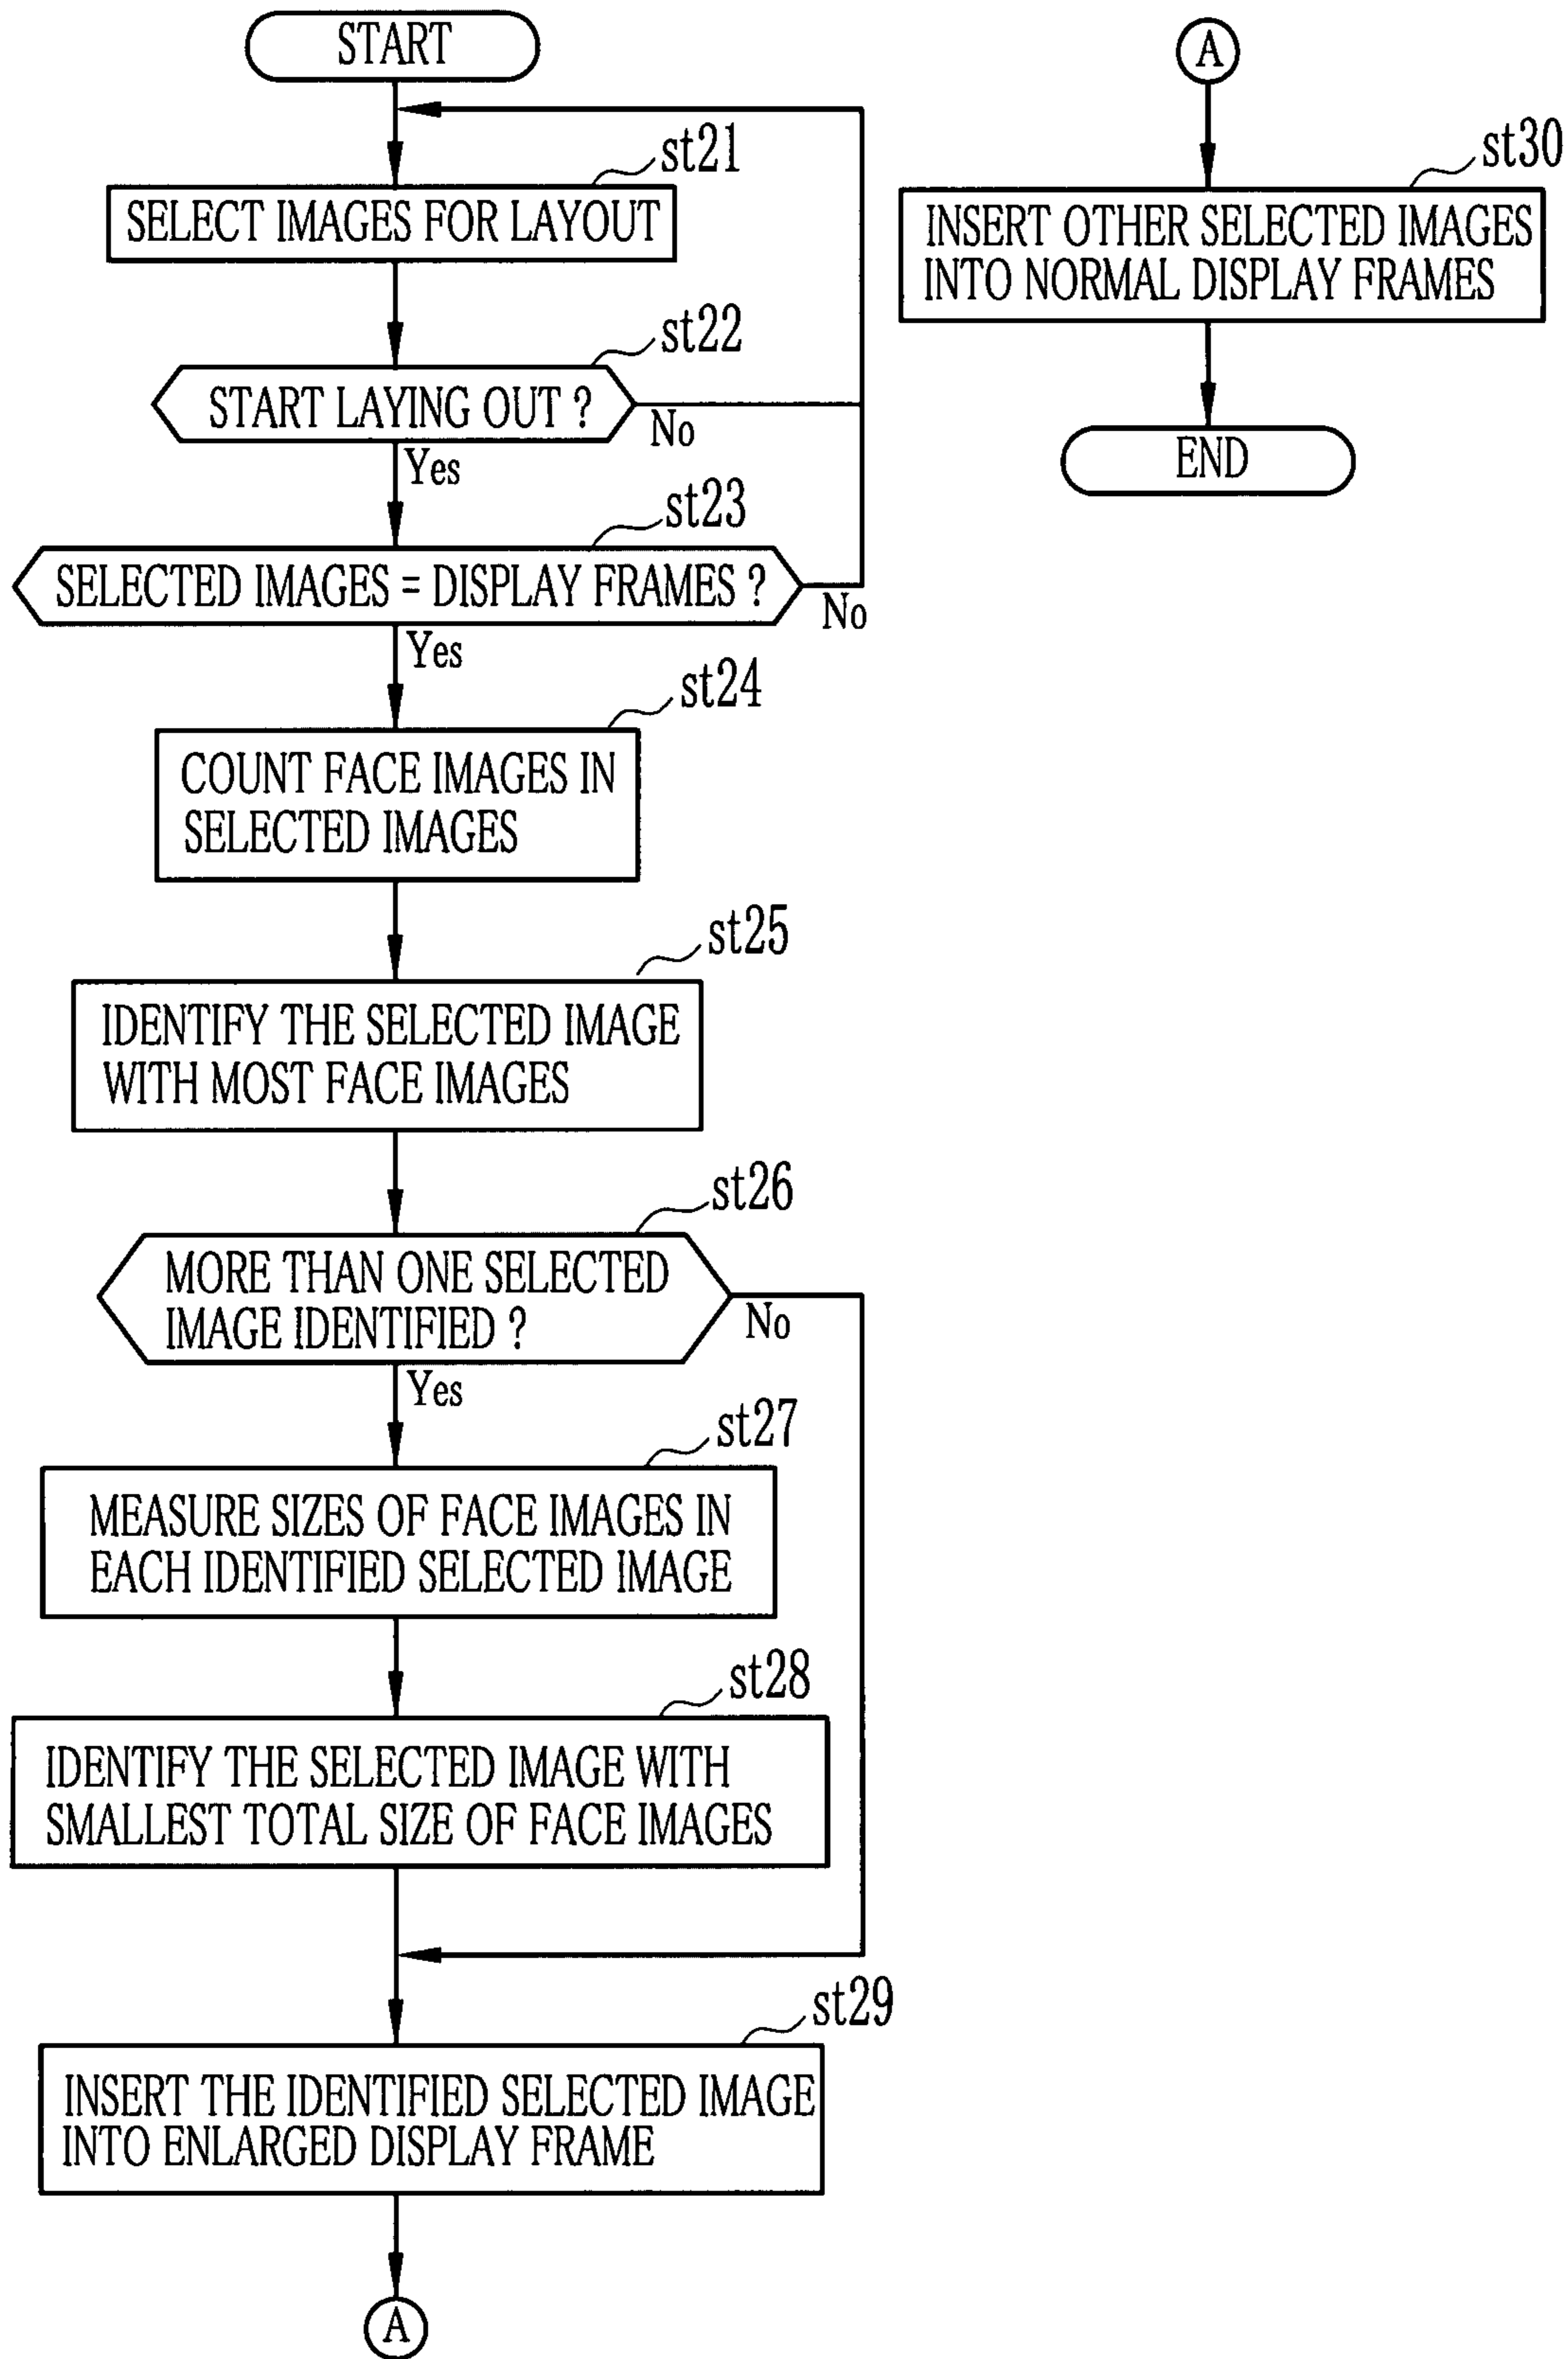 START
st21
SELECT IMAGES FOR LAYOUT
st22
START LAYING OUT ?
No
Yes
st23
SELECTED IMAGES = DISPLAY FRAMES ?
No
Yes
st24
COUNT FACE IMAGES IN
SELECTED IMAGES
st25
IDENTIFY THE SELECTED IMAGE
WITH MOST FACE IMAGES
st26
MORE THAN ONE SELECTED
IMAGE IDENTIFIED ?
No
Yes
st27
MEASURE SIZES OF FACE IMAGES IN
EACH IDENTIFIED SELECTED IMAGE
st28
IDENTIFY THE SELECTED IMAGE WITH
SMALLEST TOTAL SIZE OF FACE IMAGES
st29
INSERT THE IDENTIFIED SELECTED IMAGE
INTO ENLARGED DISPLAY FRAME
A
A
st30
INSERT OTHER SELECTED IMAGES
INTO NORMAL DISPLAY FRAMES
END